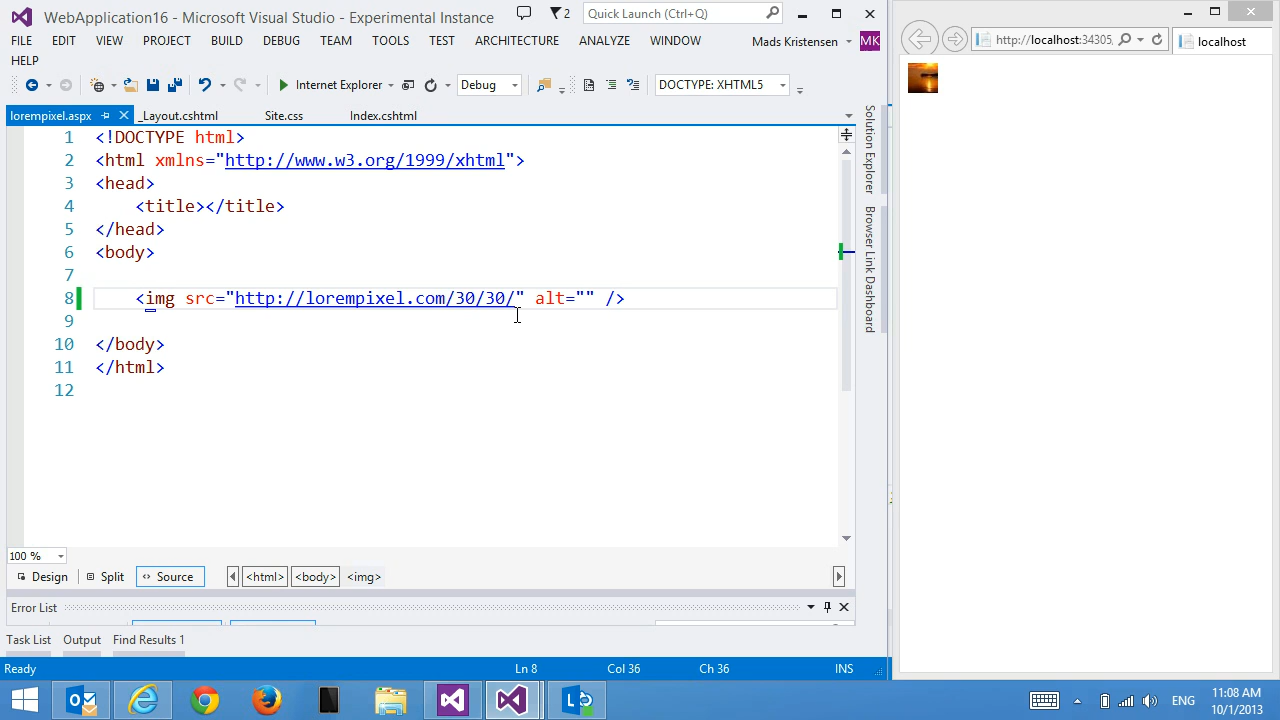 WebApplication16 - Microsoft Visual Studio - Experimental Instance
2
Quick Launch (Ctrl+Q)
FILE EDIT VIEW PROJECT BUILD DEBUG TEAM TOOLS TEST ARCHITECTURE ANALYZE WINDOW
Mads Kristensen MK
HELP
Internet Explorer
Debug
DOCTYPE: XHTML5
lorempixel.aspx
_Layout.cshtml
Site.css
Index.cshtml
1 <!DOCTYPE html>
2 <html xmlns="http://www.w3.org/1999/xhtml">
3 <head>
4 <title></title>
5 </head>
6 <body>
7
8 <img src="http://lorempixel.com/30/30/" alt="" />
9
10 </body>
11 </html>
12
100 %
Design Split Source <html> <body> <img>
Error List
Task List Output Find Results 1
Ready Ln 8 Col 36 Ch 36 INS
Solution Explorer
Browser Link Dashboard
http://localhost:34305
localhost
ENG
11:08 AM
10/1/2013